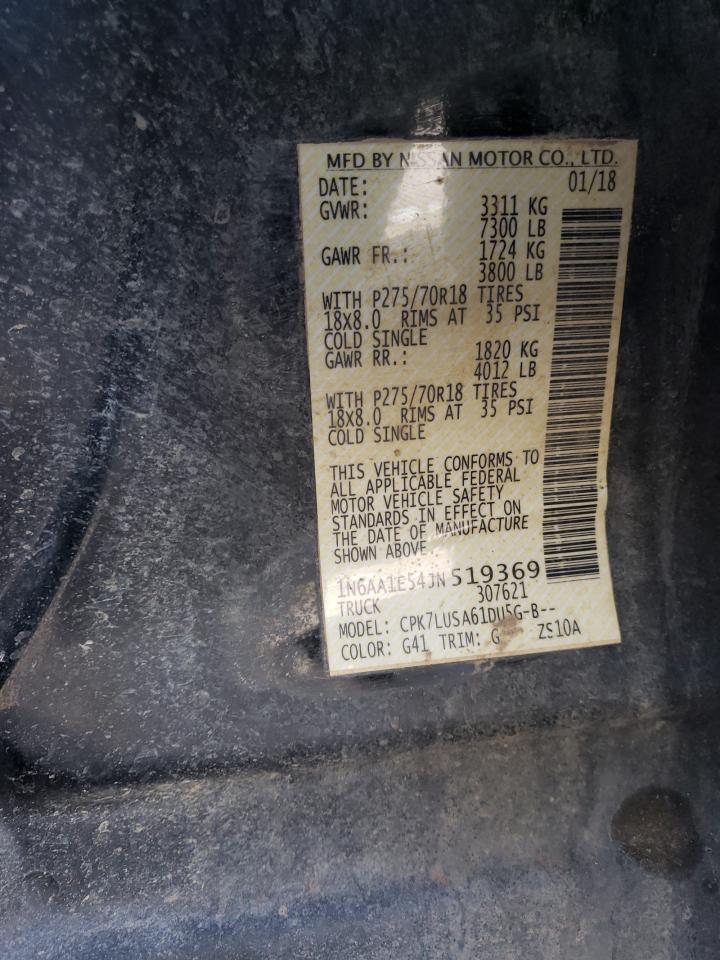 MFD BY NISSAN MOTOR CO., LTD.
DATE: 01/18
GVWR: 3311 KG
7300 LB
GAWR FR.: 1724 KG
3800 LB
WITH P275/70R18 TIRES
18X8.0 RIMS AT 35 PSI
COLD SINGLE
GAWR RR.: 1820 KG
4012 LB
WITH P275/70R18 TIRES
18X8.0 RIMS AT 35 PSI
COLD SINGLE
THIS VEHICLE CONFORMS TO
ALL APPLICABLE FEDERAL
MOTOR VEHICLE SAFETY
STANDARDS IN EFFECT ON
THE DATE OF MANUFACTURE
SHOWN ABOVE.
1N6AA1E54JN519369
TRUCK 307621
MODEL: CPK7LUSA61DU5G-B--
COLOR: G41 TRIM: G ZS10A